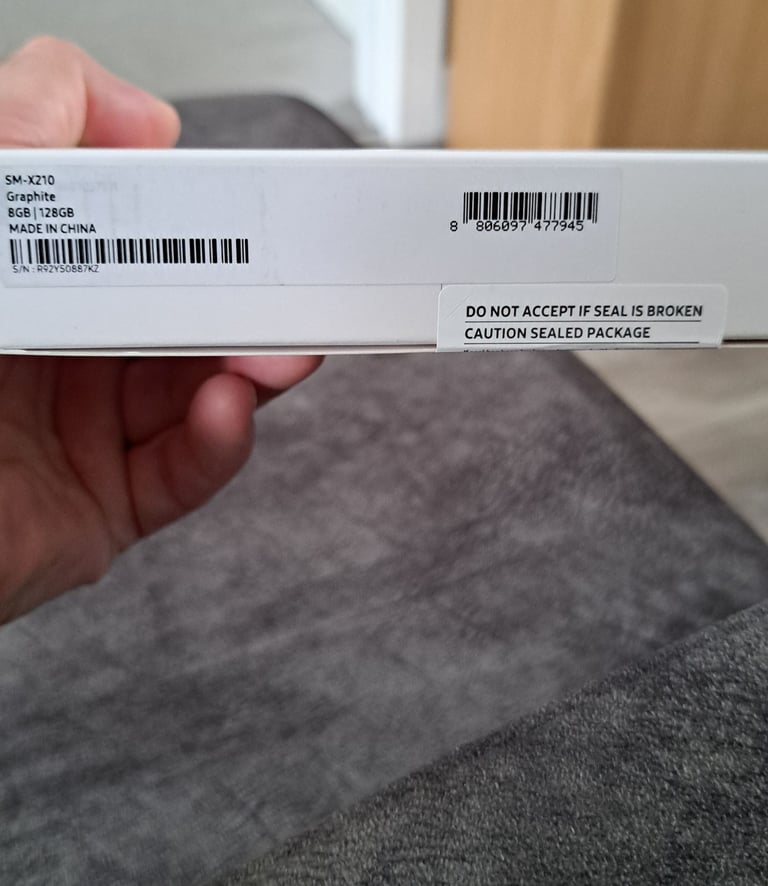 SM-X210
Graphite
8GB | 128GB
MADE IN CHINA
S/N : R92Y50887KZ
8 806097 477945
DO NOT ACCEPT IF SEAL IS BROKEN
CAUTION SEALED PACKAGE